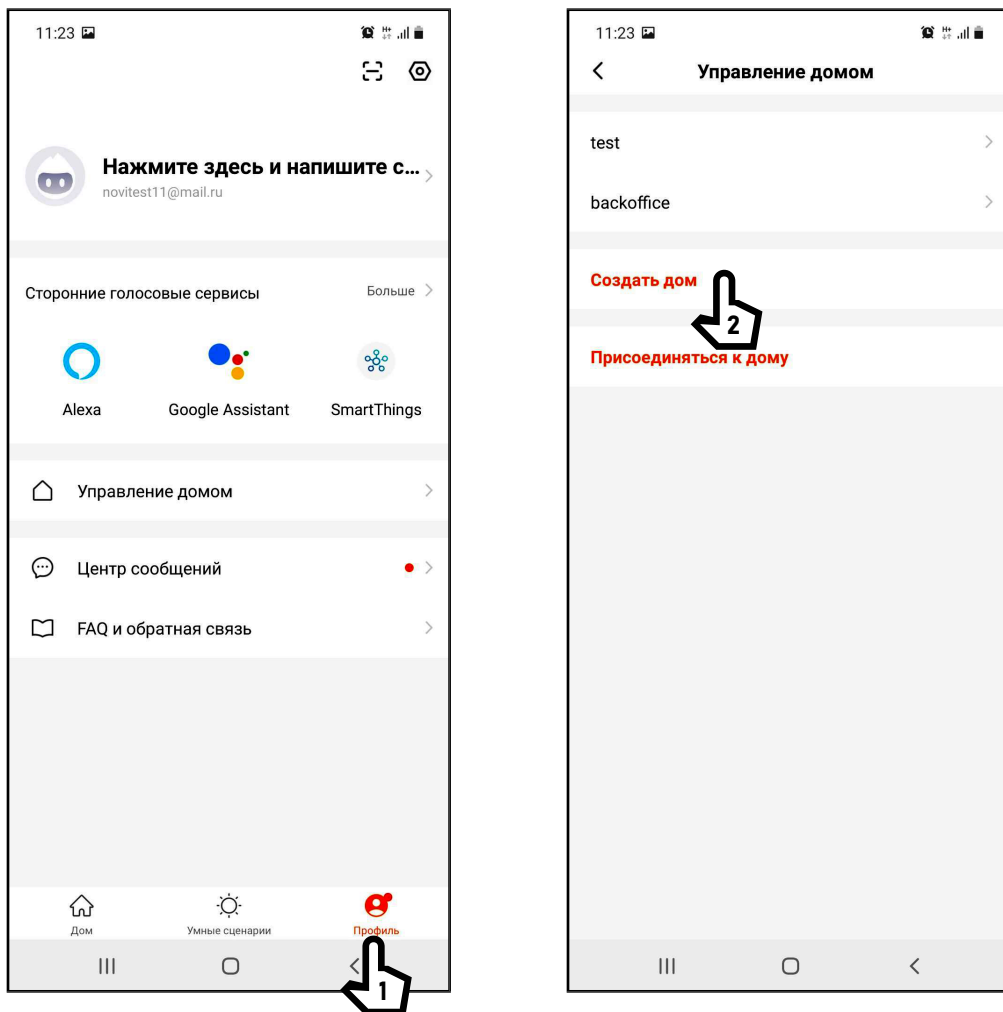 11:23
Нажмите здесь и напишите с...
novitest11@mail.ru
Сторонние голосовые сервисы
Больше
Alexa
Google Assistant
SmartThings
Управление домом
Центр сообщений
FAQ и обратная связь
Дом
Умные сценарии
Профиль
1
11:23
Управление домом
test
backoffice
Создать дом
2
Присоединяться к дому